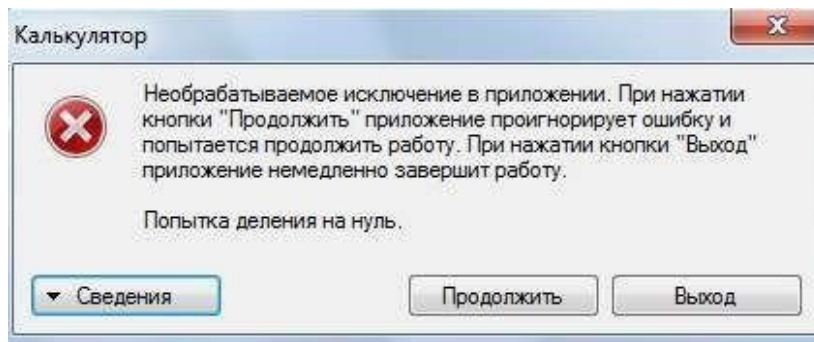 Калькулятор
Необрабатываемое исключение в приложении. При нажатии
кнопки "Продолжить" приложение проигнорирует ошибку и
попытается продолжить работу. При нажатии кнопки "Выход"
приложение немедленно завершит работу.
Попытка деления на нуль.
Сведения Продолжить Выход